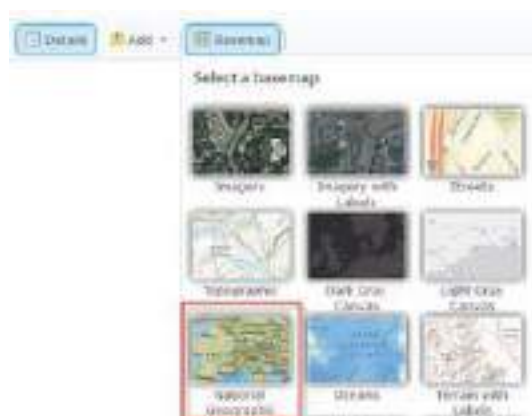 Details Add Basemap
Select a basemap
Imagery Imagery with Labels Streets
Topographic Dark Gray Canvas Light Gray Canvas
National Geographic Oceans Terrain with Labels